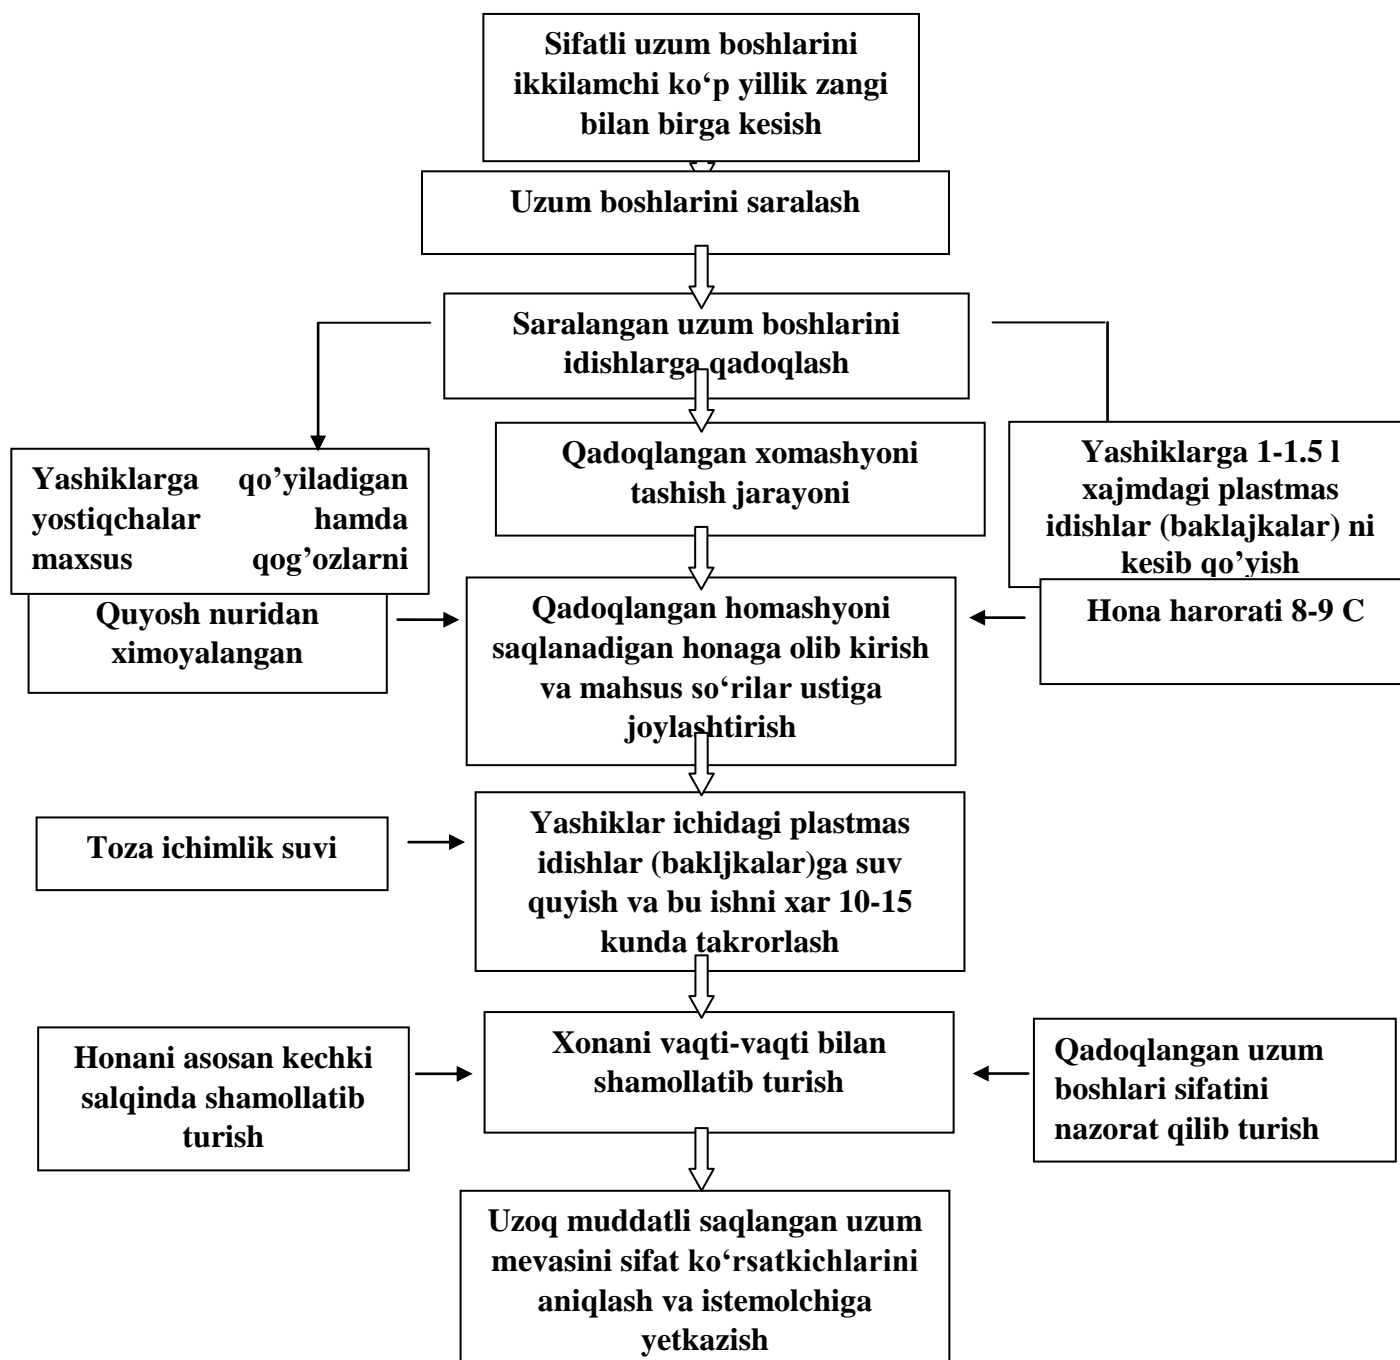 Sifatli uzum boshlarini
ikkilamchi ko‘p yillik zangi
bilan birga kesish
Uzum boshlarini saralash
Saralangan uzum boshlarini
idishlarga qadoqlash
Yashiklarga qo’yiladigan
yostiqchalar hamda
maxsus qog’ozlarni
Qadoqlangan xomashyoni
tashish jarayoni
Yashiklarga 1-1.5 l
xajmdagi plastmas
idishlar (baklajkalar) ni
kesib qo’yish
Quyosh nuridan
ximoyalangan
Qadoqlangan homashyoni
saqlanadigan honaga olib kirish
va mahsus so‘rilar ustiga
joylashtirish
Hona harorati 8-9 C
Toza ichimlik suvi
Yashiklar ichidagi plastmas
idishlar (bakljkalar)ga suv
quyish va bu ishni xar 10-15
kunda takrorlash
Honani asosan kechki
salqinda shamollatib
turish
Xonani vaqti-vaqti bilan
shamollatib turish
Qadoqlangan uzum
boshlari sifatini
nazorat qilib turish
Uzoq muddatli saqlangan uzum
mevasini sifat ko‘rsatkichlarini
aniqlash va istemolchiga
yetkazish